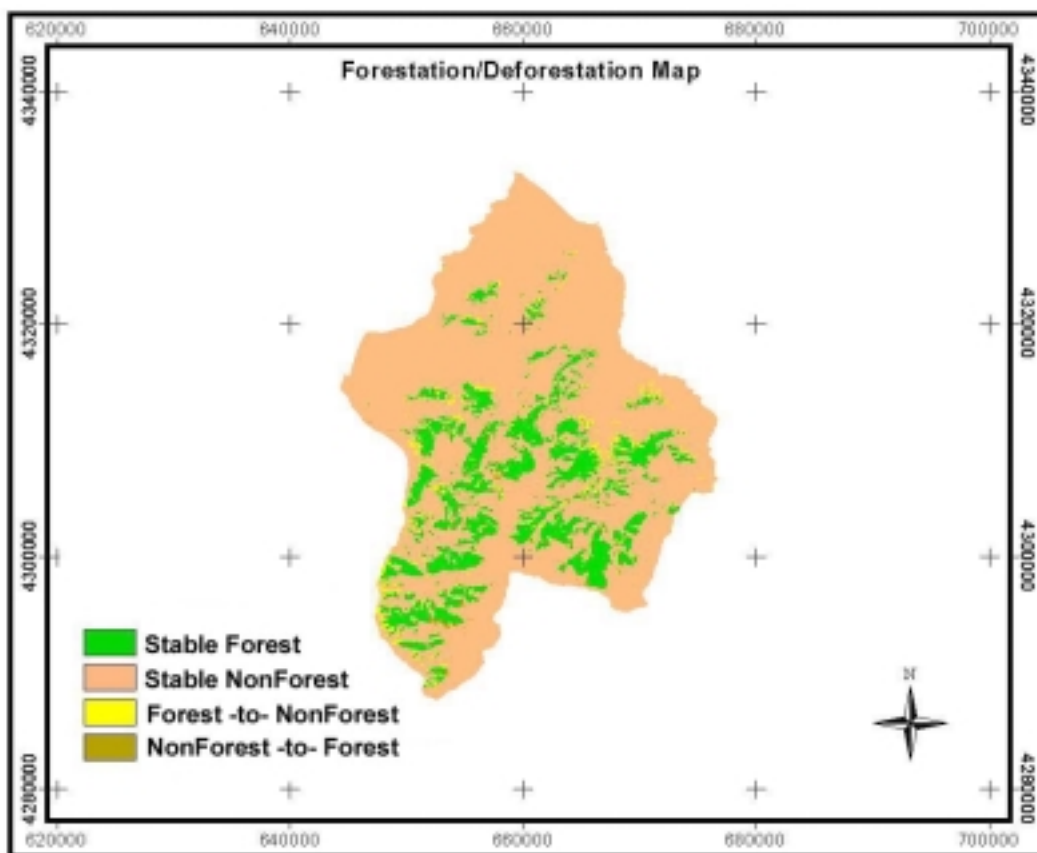 620000 640000 660000 680000 700000
Forestation/Deforestation Map
4340000 4340000
4320000 4320000
4300000 4300000
Stable Forest
Stable NonForest
Forest -to- NonForest
NonForest -to- Forest
N
4280000 4280000
620000 640000 660000 680000 700000